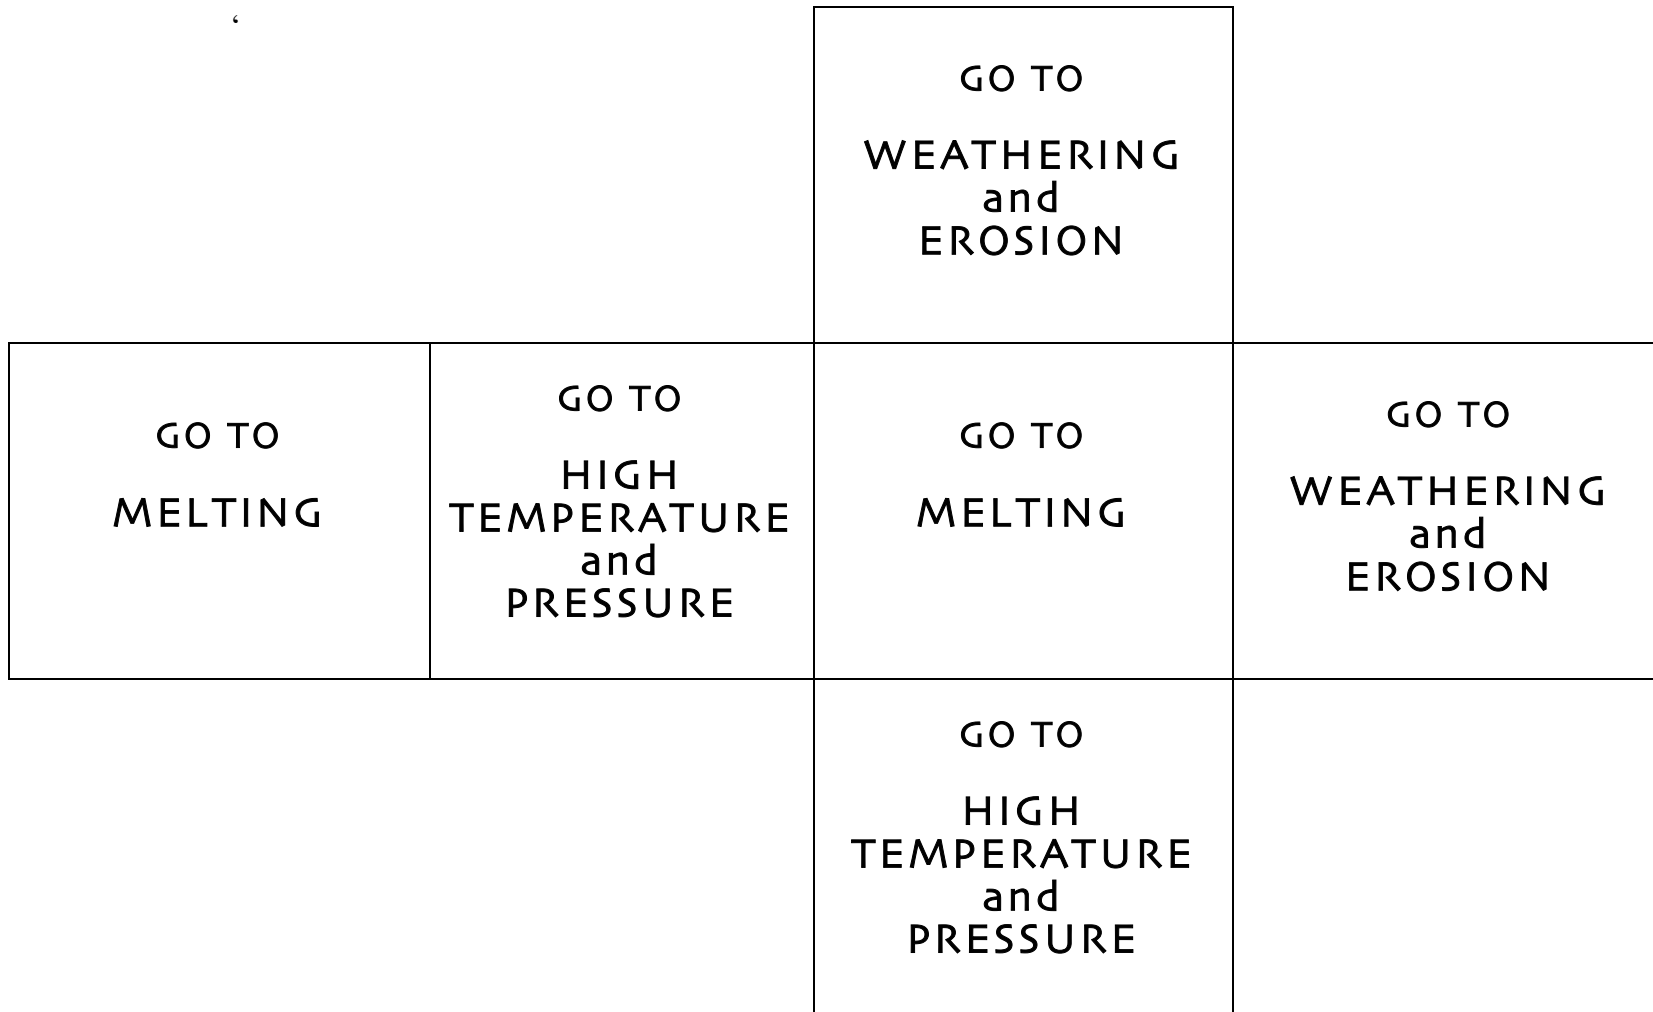 ‘
GO TO
WEATHERING
and
EROSION
GO TO
MELTING
GO TO
HIGH
TEMPERATURE
and
PRESSURE
GO TO
MELTING
GO TO
WEATHERING
and
EROSION
GO TO
HIGH
TEMPERATURE
and
PRESSURE